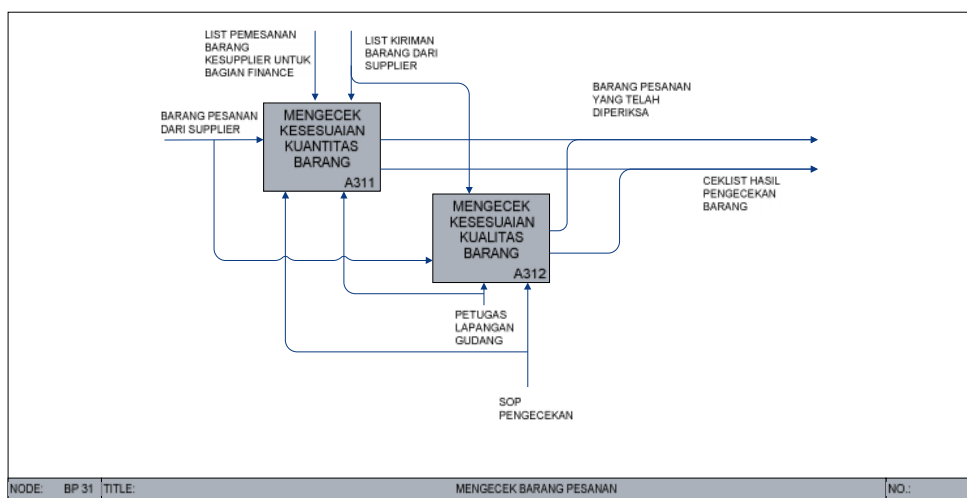 LIST PEMESANAN
BARANG
KESUPPLIER UNTUK
BAGIAN FINANCE
LIST KIRIMAN
BARANG DARI
SUPPLIER
BARANG PESANAN
YANG TELAH
DIPERIKSA
BARANG PESANAN
DARI SUPPLIER
MENGECEK
KESESUAIAN
KUANTITAS
BARANG
A311
CEKLIST HASIL
PENGECEKAN
BARANG
MENGECEK
KESESUAIAN
KUALITAS
BARANG
A312
PETUGAS
LAPANGAN
GUDANG
SOP
PENGECEKAN
NODE: BP 31 TITLE: MENGECEK BARANG PESANAN NO.: